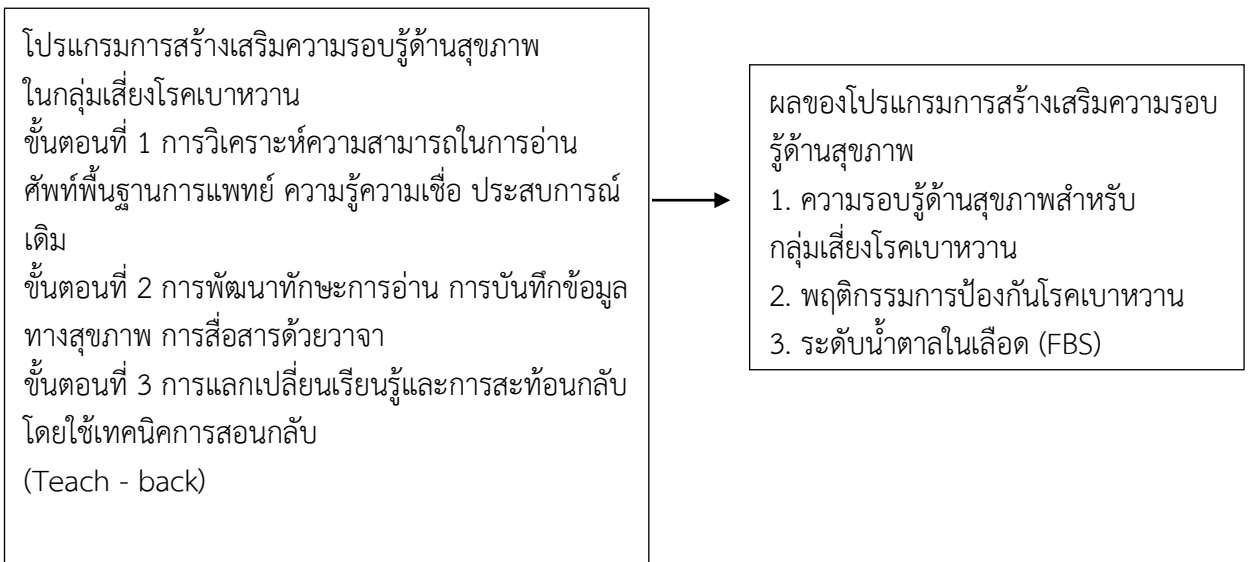 โปรแกรมการสร้างเสริมความรอบรู้ด้านสุขภาพ
ในกลุ่มเสี่ยงโรคเบาหวาน
ขั้นตอนที่ 1 การวิเคราะห์ความสามารถในการอ่าน
ศัพท์พื้นฐานการแพทย์ ความรู้ความเชื่อ ประสบการณ์
เดิม
ขั้นตอนที่ 2 การพัฒนาทักษะการอ่าน การบันทึกข้อมูล
ทางสุขภาพ การสื่อสารด้วยวาจา
ขั้นตอนที่ 3 การแลกเปลี่ยนเรียนรู้และการสะท้อนกลับ
โดยใช้เทคนิคการสอนกลับ
(Teach - back)
ผลของโปรแกรมการสร้างเสริมความรอบ
รู้ด้านสุขภาพ
1. ความรอบรู้ด้านสุขภาพสำหรับ
กลุ่มเสี่ยงโรคเบาหวาน
2. พฤติกรรมการป้องกันโรคเบาหวาน
3. ระดับน้ำตาลในเลือด (FBS)